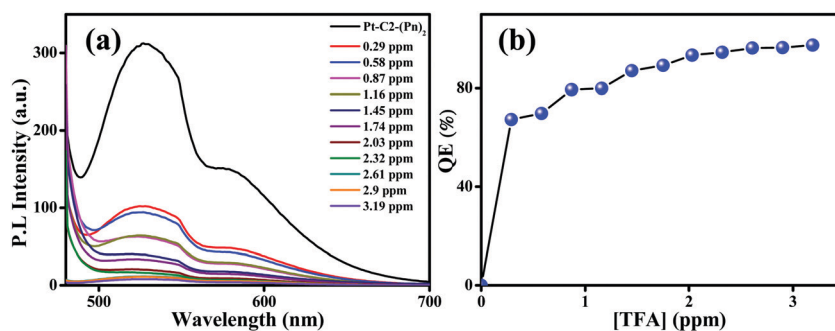 (a)
Pt-C2-(Pn)2
0.29 ppm
0.58 ppm
0.87 ppm
1.16 ppm
1.45 ppm
1.74 ppm
2.03 ppm
2.32 ppm
2.61 ppm
2.9 ppm
3.19 ppm
P.L Intensity (a.u.)
300
200
100
0
500
600
700
Wavelength (nm)
(b)
QE (%)
80
40
0
0
1
2
3
[TFA] (ppm)